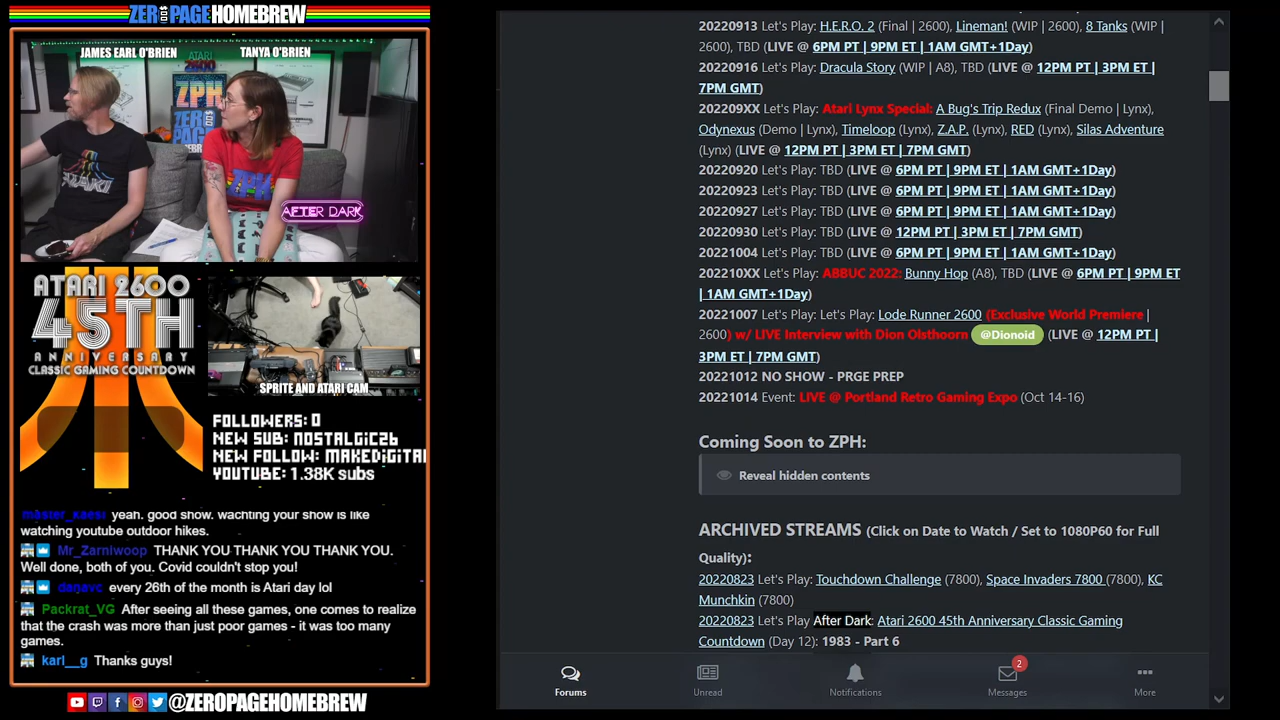 ZERO PAGE HOMEBREW
JAMES EARL O'BRIEN
TANYA O'BRIEN
ATARI
ZPH
ZERO
PAGE
ATARI
ZPH
AFTER DARK
ATARI 2600
45TH
ANNIVERSARY
CLASSIC GAMING COUNTDOWN
SPRITE AND ATARI CAM
FOLLOWERS: 0
NEW SUB: NOSTALGIC26
NEW FOLLOW: MAKEDIGITAL
YOUTUBE: 1.38K subs
master_kaesi yeah. good show. wachting your show is like
watching youtube outdoor hikes.
Mr_Zarniwoop THANK YOU THANK YOU THANK YOU.
Well done, both of you. Covid couldn't stop you!
danavc every 26th of the month is Atari day lol
Packrat_VG After seeing all these games, one comes to realize
that the crash was more than just poor games - it was too many
games.
karl__g Thanks guys!
@ZEROPAGEHOMEBREW
20220913 Let's Play: H.E.R.O. 2 (Final | 2600), Lineman! (WIP | 2600), 8 Tanks (WIP |
2600), TBD (LIVE @ 6PM PT | 9PM ET | 1AM GMT+1Day)
20220916 Let's Play: Dracula Story (WIP | A8), TBD (LIVE @ 12PM PT | 3PM ET |
7PM GMT)
202209XX Let's Play: Atari Lynx Special: A Bug's Trip Redux (Final Demo | Lynx),
Odynexus (Demo | Lynx), Timeloop (Lynx), Z.A.P. (Lynx), RED (Lynx), Silas Adventure
(Lynx) (LIVE @ 12PM PT | 3PM ET | 7PM GMT)
20220920 Let's Play: TBD (LIVE @ 6PM PT | 9PM ET | 1AM GMT+1Day)
20220923 Let's Play: TBD (LIVE @ 6PM PT | 9PM ET | 1AM GMT+1Day)
20220927 Let's Play: TBD (LIVE @ 6PM PT | 9PM ET | 1AM GMT+1Day)
20220930 Let's Play: TBD (LIVE @ 12PM PT | 3PM ET | 7PM GMT)
20221004 Let's Play: TBD (LIVE @ 6PM PT | 9PM ET | 1AM GMT+1Day)
202210XX Let's Play: ABBUC 2022: Bunny Hop (A8), TBD (LIVE @ 6PM PT | 9PM ET
| 1AM GMT+1Day)
20221007 Let's Play: Let's Play: Lode Runner 2600 (Exclusive World Premiere |
2600) w/ LIVE Interview with Dion Olsthoorn @Dionoid (LIVE @ 12PM PT |
3PM ET | 7PM GMT)
20221012 NO SHOW - PRGE PREP
20221014 Event: LIVE @ Portland Retro Gaming Expo (Oct 14-16)
Coming Soon to ZPH:
Reveal hidden contents
ARCHIVED STREAMS (Click on Date to Watch / Set to 1080P60 for Full
Quality):
20220823 Let's Play: Touchdown Challenge (7800), Space Invaders 7800 (7800), KC
Munchkin (7800)
20220823 Let's Play After Dark: Atari 2600 45th Anniversary Classic Gaming
Countdown (Day 12): 1983 - Part 6
Forums
Unread
Notifications
2
Messages
More